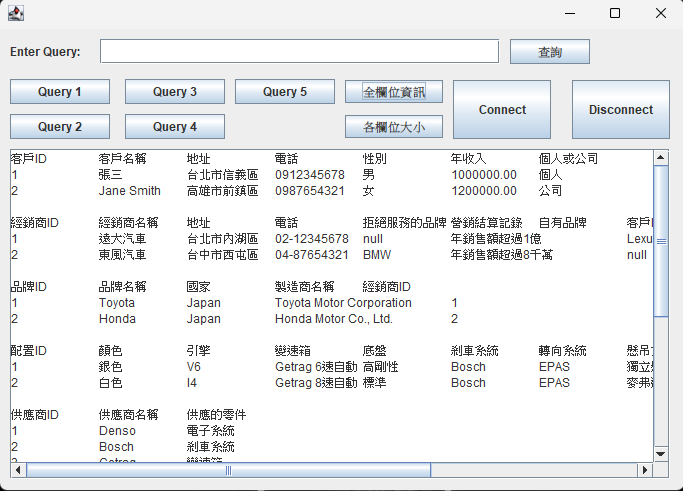 Enter Query: 查詢
Query 1 Query 3 Query 5 全欄位資訊 Connect Disconnect
Query 2 Query 4 各欄位大小
客戶ID 客戶名稱 地址 電話 性別 年收入 個人或公司
1 張三 台北市信義區 0912345678 男 1000000.00 個人
2 Jane Smith 高雄市前鎮區 0987654321 女 1200000.00 公司
經銷商ID 經銷商名稱 地址 電話 拒絕服務的品牌 營銷結算記錄 自有品牌 客戶I
1 遠大汽車 台北市內湖區 02-12345678 null 年銷售額超過1億 Lexu
2 東風汽車 台中市西屯區 04-87654321 BMW 年銷售額超過8千萬 null
品牌ID 品牌名稱 國家 製造商名稱 經銷商ID
1 Toyota Japan Toyota Motor Corporation 1
2 Honda Japan Honda Motor Co., Ltd. 2
配置ID 顏色 引擎 變速箱 底盤 剎車系統 轉向系統 懸吊
1 銀色 V6 Getrag 6速自動 高剛性 Bosch EPAS 獨立
2 白色 I4 Getrag 8速自動 標準 Bosch EPAS 麥弗
供應商ID 供應商名稱 供應的零件
1 Denso 電子系統
2 Bosch 剎車系統
2 Getrag 變速箱